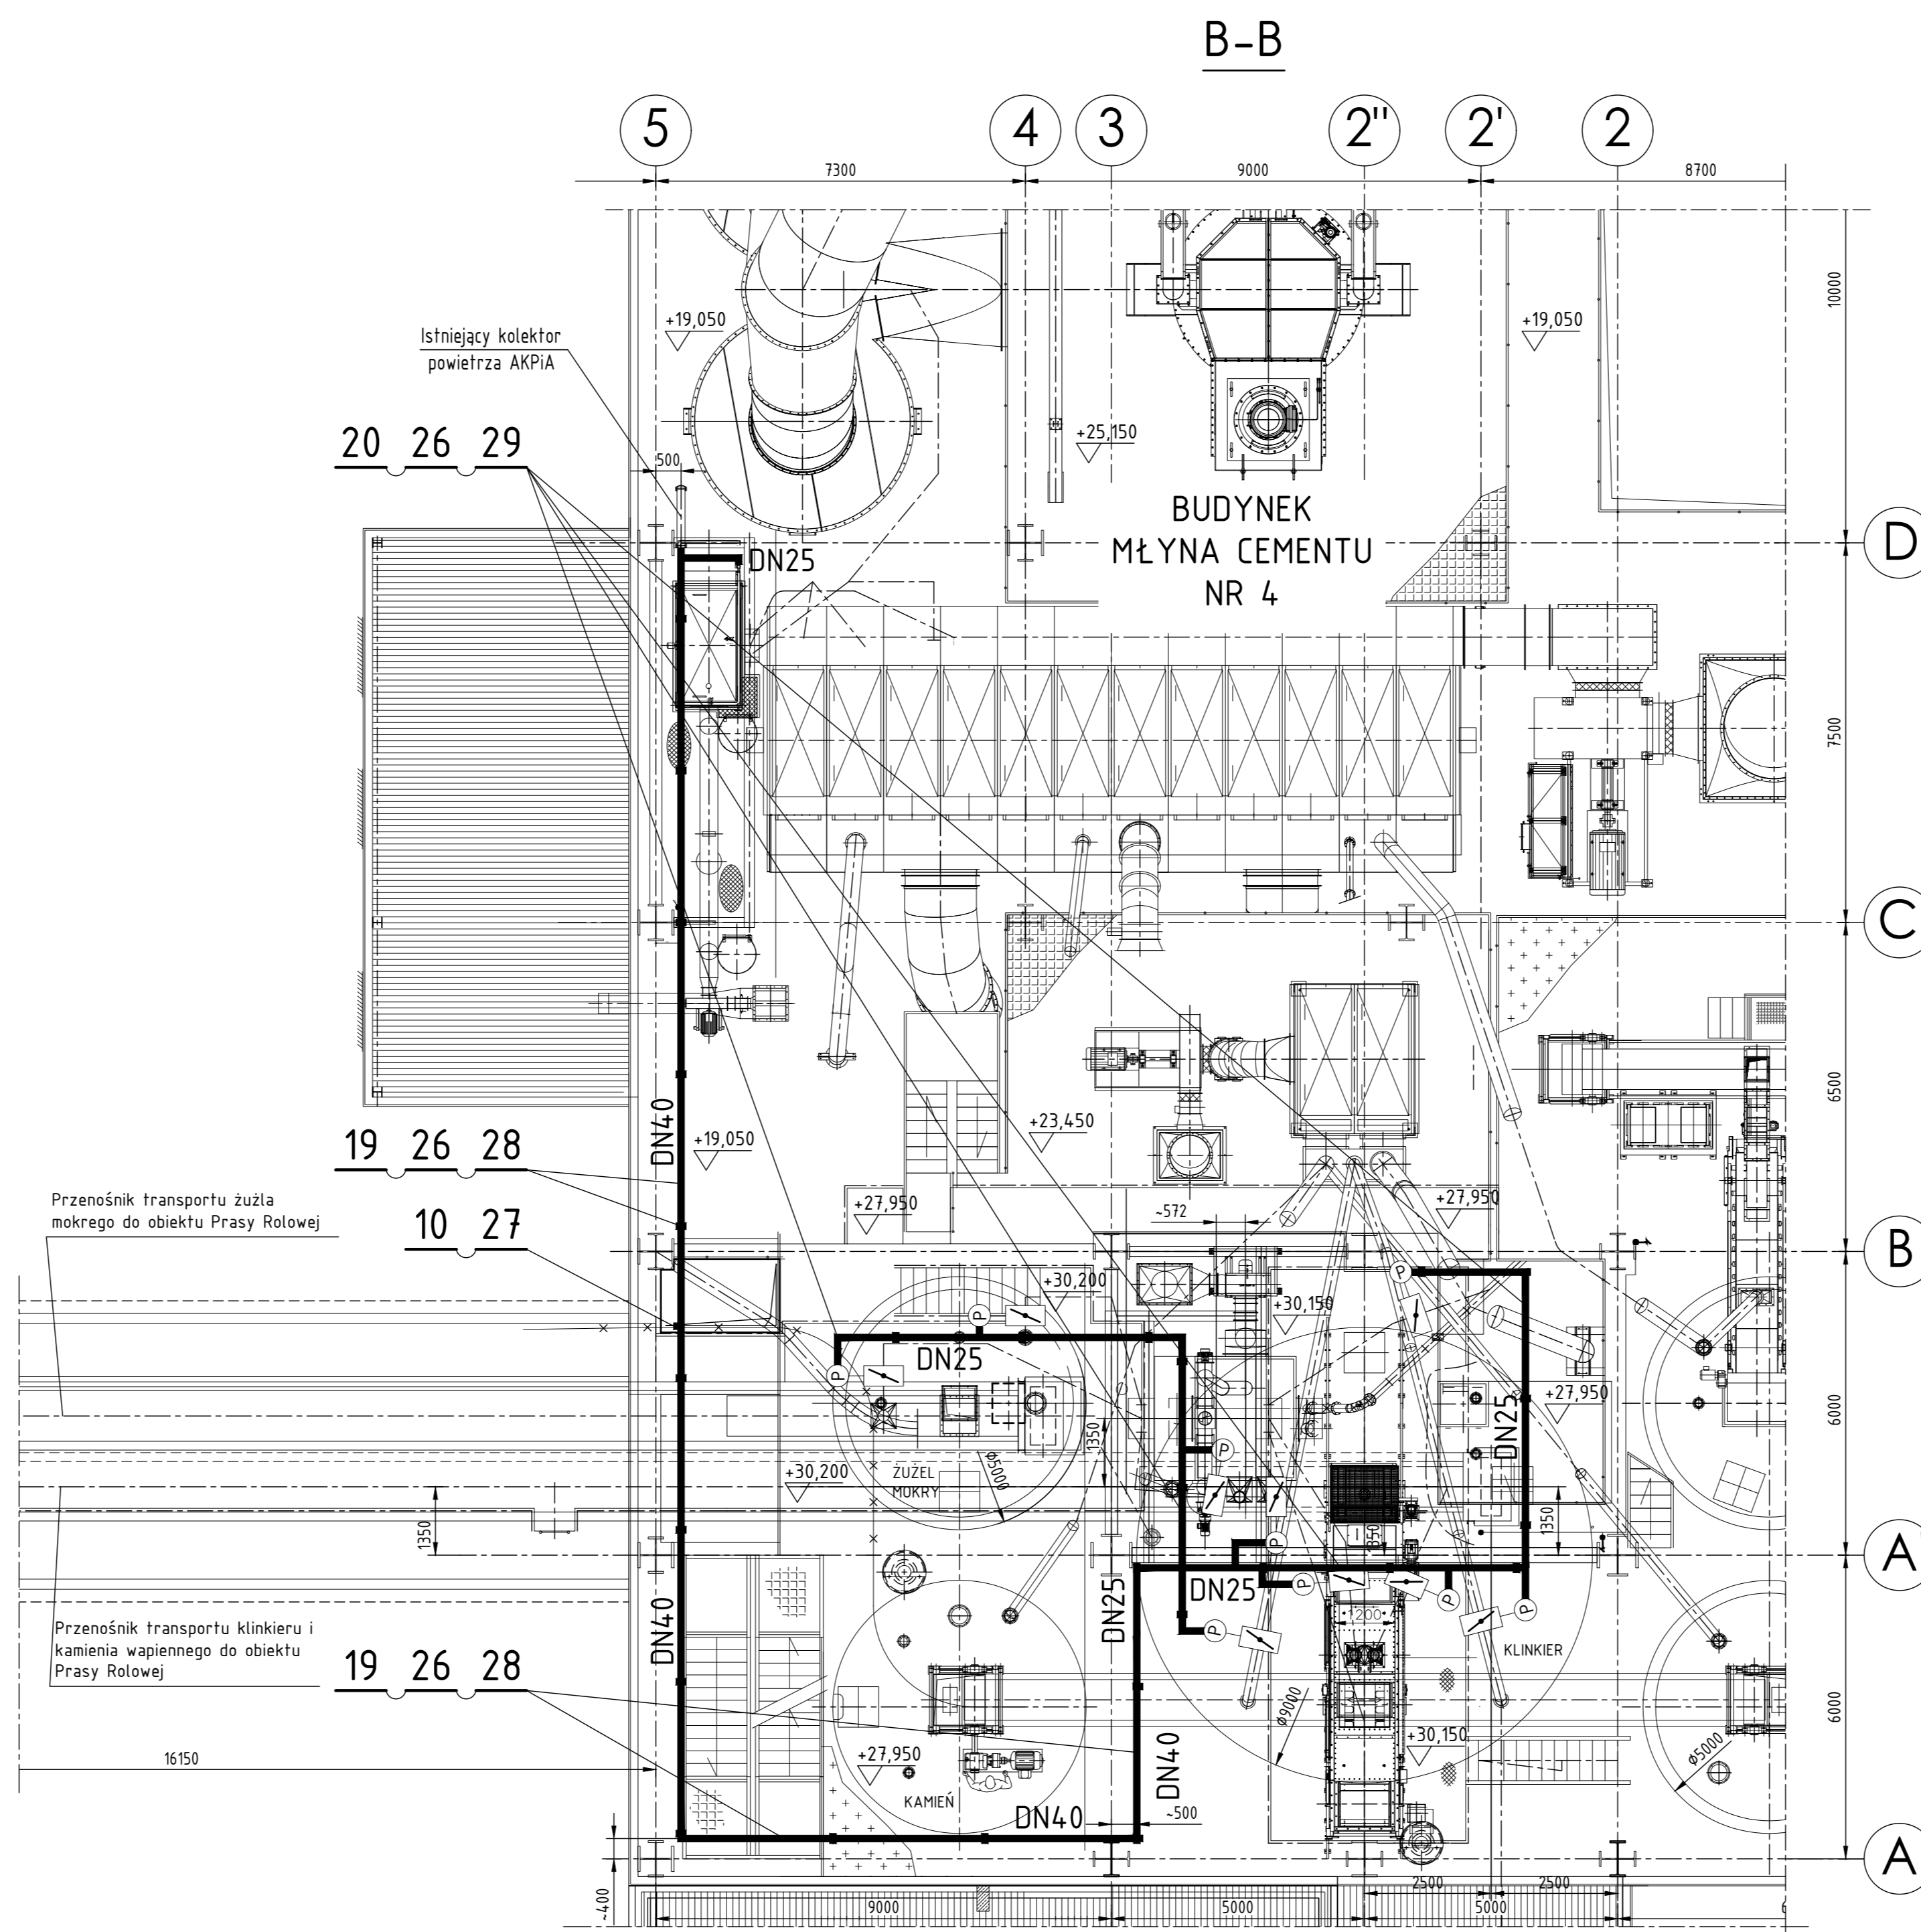 B-B
5
4
3
2"
2'
2
7300
9000
8700
10000
+19,050
+19,050
Istniejący kolektor
powietrza AKPiA
20 26 29
+25,150
500
BUDYNEK
MŁYNA CEMENTU
NR 4
D
DN25
7500
C
6500
DN40
+23,450
+19,050
19 26 28
Przenośnik transportu żużla
mokrego do obiektu Prasy Rolowej
10 27
+27,950
~572
+27,950
B
+30,200
P
P
+30,150
DN25
P
+27,950
DN25
6000
1350
P
+30,200
ŻUŻEL
MOKRY
Ø5000
1350
1350
1350
P
A
DN25
DN25
P
P
P
DN40
1200
P
Przenośnik transportu klinkieru i
kamienia wapiennego do obiektu
Prasy Rolowej
KLINKIER
19 26 28
Ø9000
6000
+30,150
Ø5000
16150
+27,950
DN40
KAMIEŃ
DN40
~500
A
~400
2500
2500
9000
5000
5000